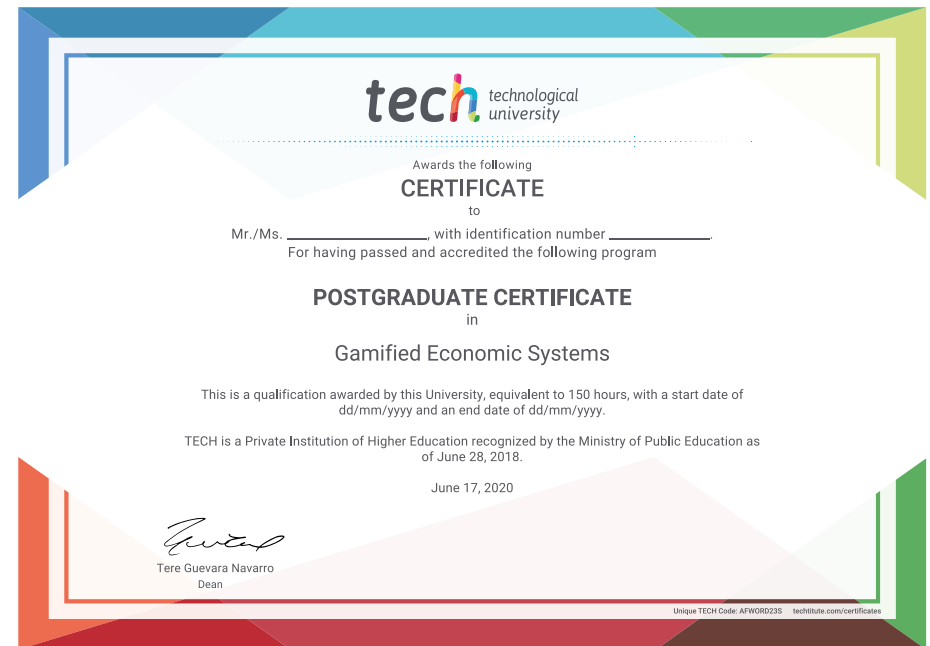 tech technological
university
Awards the following
CERTIFICATE
to
Mr./Ms. ____________________, with identification number ______________.
For having passed and accredited the following program
POSTGRADUATE CERTIFICATE
in
Gamified Economic Systems
This is a qualification awarded by this University, equivalent to 150 hours, with a start date of
dd/mm/yyyy and an end date of dd/mm/yyyy.
TECH is a Private Institution of Higher Education recognized by the Ministry of Public Education as
of June 28, 2018.
June 17, 2020
Tere Guevara Navarro
Dean
Unique TECH Code: AFWORD23S techtitute.com/certificates